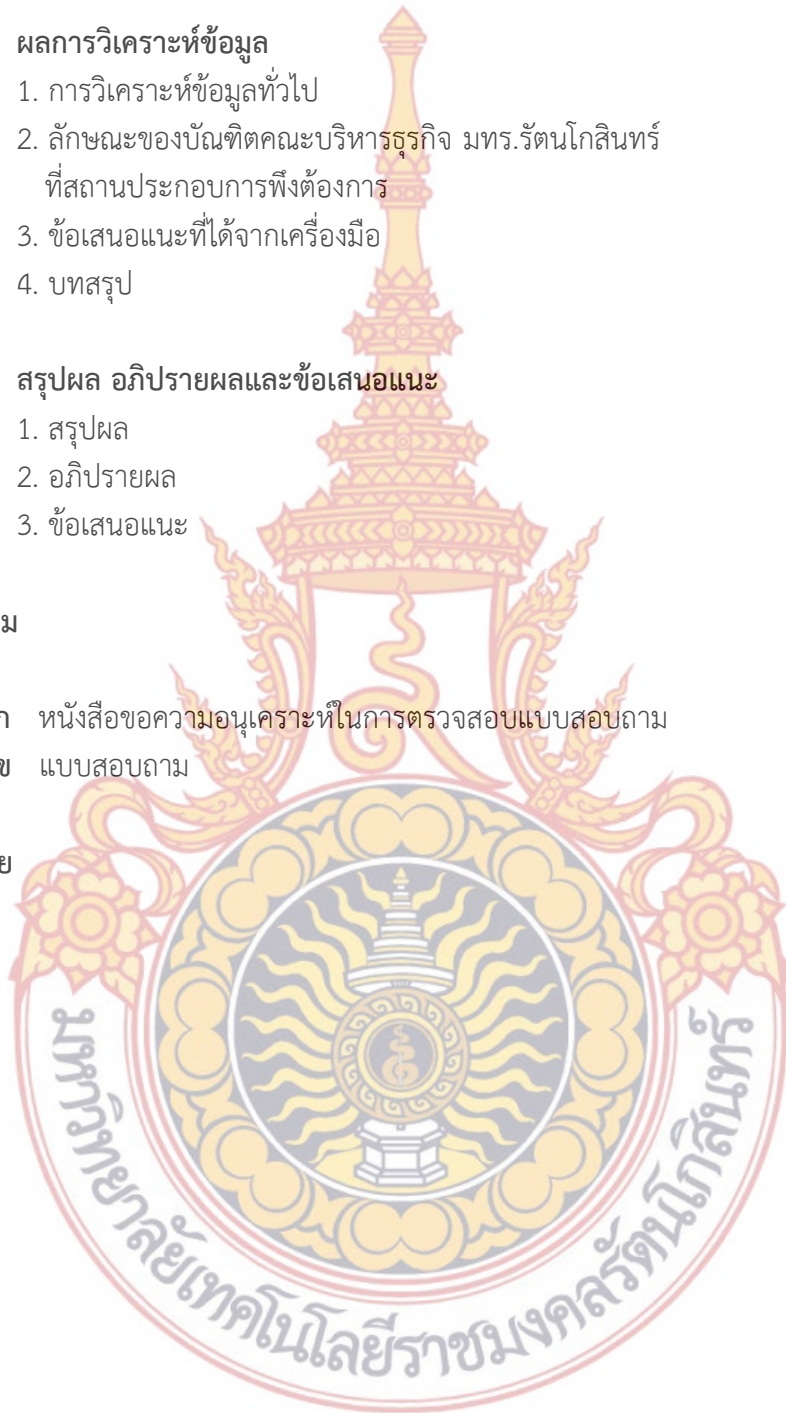 ผลการวิเคราะห์ข้อมูล
1. การวิเคราะห์ข้อมูลทั่วไป
2. ลักษณะของบัณฑิตคณะบริหารธุรกิจ มทร.รัตนโกสินทร์
ที่สถานประกอบการพึงต้องการ
3. ข้อเสนอแนะที่ได้จากเครื่องมือ
4. บทสรุป
สรุปผล อภิปรายผลและข้อเสนอแนะ
1. สรุปผล
2. อภิปรายผล
3. ข้อเสนอแนะ
ม
ก หนังสือขอความอนุเคราะห์ในการตรวจสอบแบบสอบถาม
ข แบบสอบถาม
ย
มหาวิทยาลัยเทคโนโลยีราชมงคลรัตนโกสินทร์